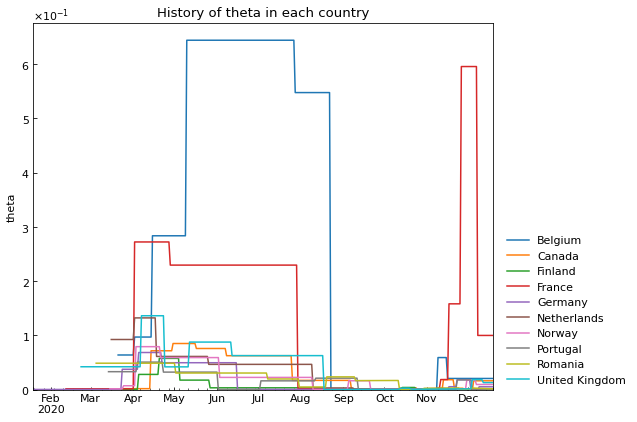 History of theta in each country
×10⁻¹
6
5
4
3
2
1
0
theta
Feb Mar Apr May Jun Jul Aug Sep Oct Nov Dec
2020
Belgium
Canada
Finland
France
Germany
Netherlands
Norway
Portugal
Romania
United Kingdom